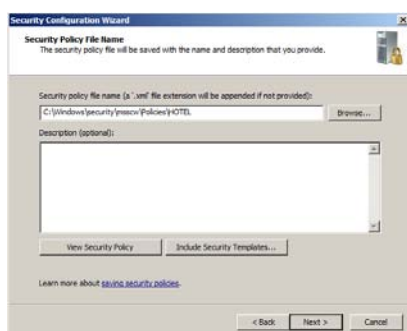 Security Configuration Wizard
Security Policy File Name
The security policy file will be saved with the name and description that you provide.
Security policy file name (a '.xml' file extension will be appended if not provided):
C:\Windows\security\msscw\Policies\HOTEL
Browse...
Description (optional):
View Security Policy
Include Security Templates...
Learn more about saving security policies.
< Back
Next >
Cancel